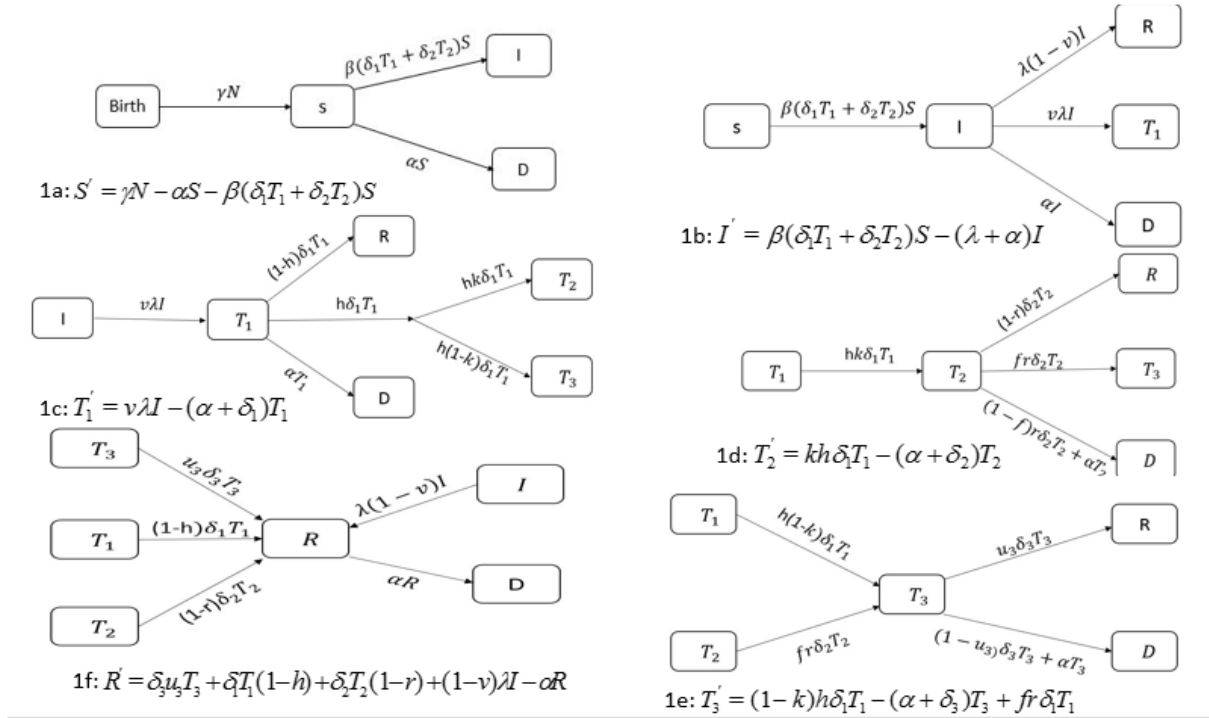 Birth
γN
s
β(δ₁T₁ + δ₂T₂)S
I
αS
D
1a: S′ = γN − αS − β(δ₁T₁ + δ₂T₂)S
s
β(δ₁T₁ + δ₂T₂)S
I
λ(1 − v)I
R
vλI
T₁
αI
D
1b: I′ = β(δ₁T₁ + δ₂T₂)S − (λ + α)I
I
vλI
T₁
(1-h)δ₁T₁
R
hδ₁T₁
hkδ₁T₁
T₂
h(1-k)δ₁T₁
T₃
αT₁
D
1c: T₁′ = vλI − (α + δ₁)T₁
T₁
hkδ₁T₁
T₂
(1-r)δ₂T₂
R
frδ₂T₂
T₃
(1 − f)rδ₂T₂ + αT₂
D
1d: T₂′ = khδ₁T₁ − (α + δ₂)T₂
T₃
u₃δ₃T₃
T₁
(1-h)δ₁T₁
T₂
(1-r)δ₂T₂
R
λ(1 − v)I
I
αR
D
1f: R′ = δ₃u₃T₃ + δ₁T₁(1−h) + δ₂T₂(1−r) + (1−v)λI − αR
T₁
h(1-k)δ₁T₁
T₂
frδ₂T₂
T₃
u₃δ₃T₃
R
(1 − u₃)δ₃T₃ + αT₃
D
1e: T₃′ = (1−k)hδ₁T₁ − (α + δ₃)T₃ + frδ₁T₁